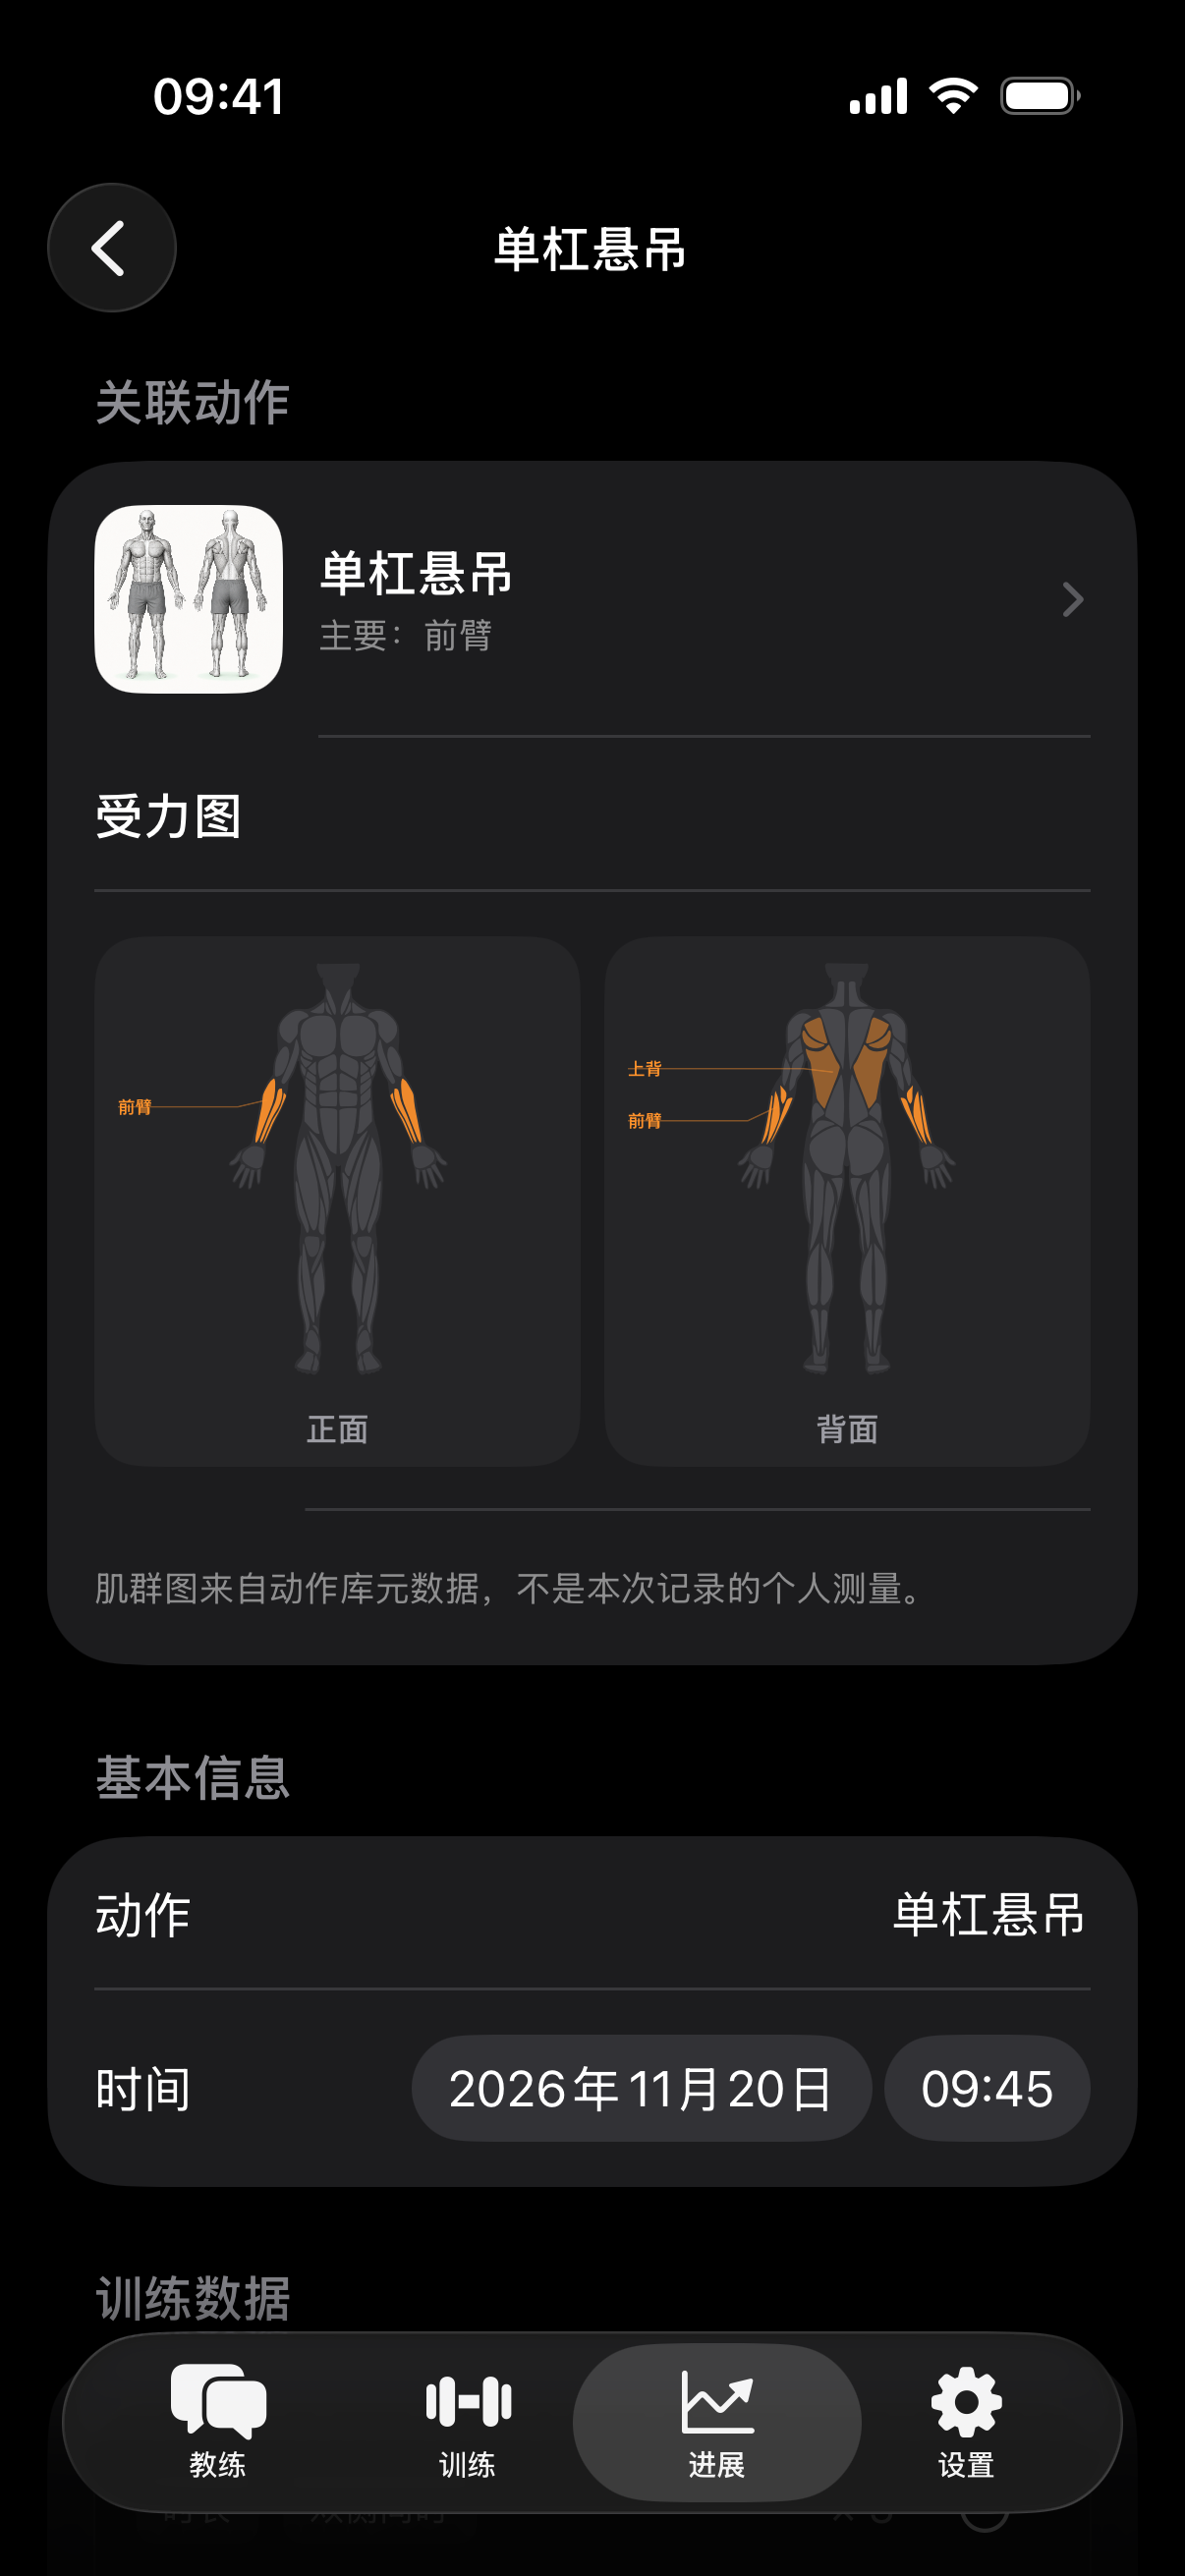 09:41
单杠悬吊
关联动作
单杠悬吊
主要：前臂
受力图
前臂
上背
前臂
正面
背面
肌群图来自动作库元数据，不是本次记录的个人测量。
基本信息
动作
单杠悬吊
时间
2026年11月20日
09:45
训练数据
教练
训练
进展
设置